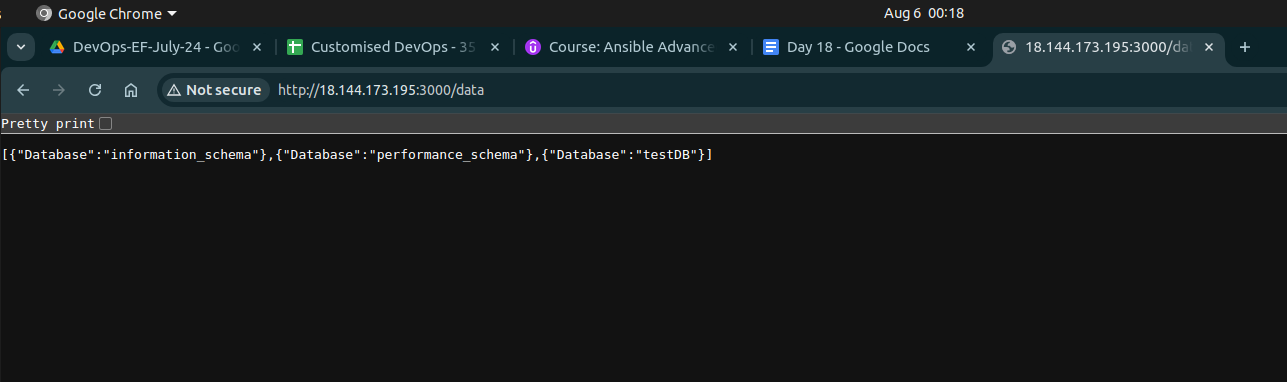 Google Chrome
Aug 6 00:18
DevOps-EF-July-24 - Goo
Customised DevOps - 35
Course: Ansible Advance
Day 18 - Google Docs
18.144.173.195:3000/da
Not secure
http://18.144.173.195:3000/data
Pretty print
[{"Database":"information_schema"},{"Database":"performance_schema"},{"Database":"testDB"}]